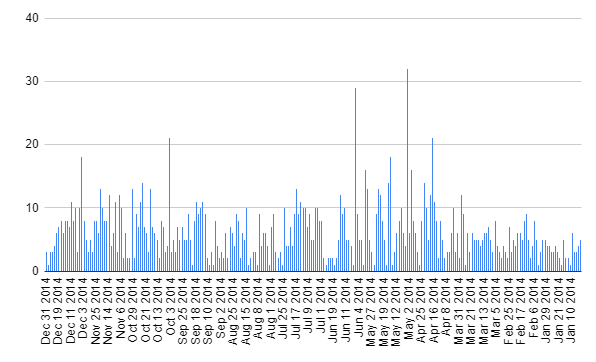 40
30
20
10
0
Dec 31 2014
Dec 19 2014
Dec 11 2014
Dec 3 2014
Nov 25 2014
Nov 14 2014
Nov 6 2014
Oct 29 2014
Oct 21 2014
Oct 13 2014
Oct 3 2014
Sep 25 2014
Sep 18 2014
Sep 10 2014
Sep 2 2014
Aug 25 2014
Aug 15 2014
Aug 8 2014
Aug 1 2014
Jul 25 2014
Jul 17 2014
Jul 9 2014
Jul 1 2014
Jun 19 2014
Jun 11 2014
Jun 4 2014
May 27 2014
May 19 2014
May 12 2014
May 2 2014
Apr 25 2014
Apr 16 2014
Apr 8 2014
Mar 31 2014
Mar 21 2014
Mar 13 2014
Mar 5 2014
Feb 25 2014
Feb 17 2014
Feb 6 2014
Jan 29 2014
Jan 21 2014
Jan 10 2014